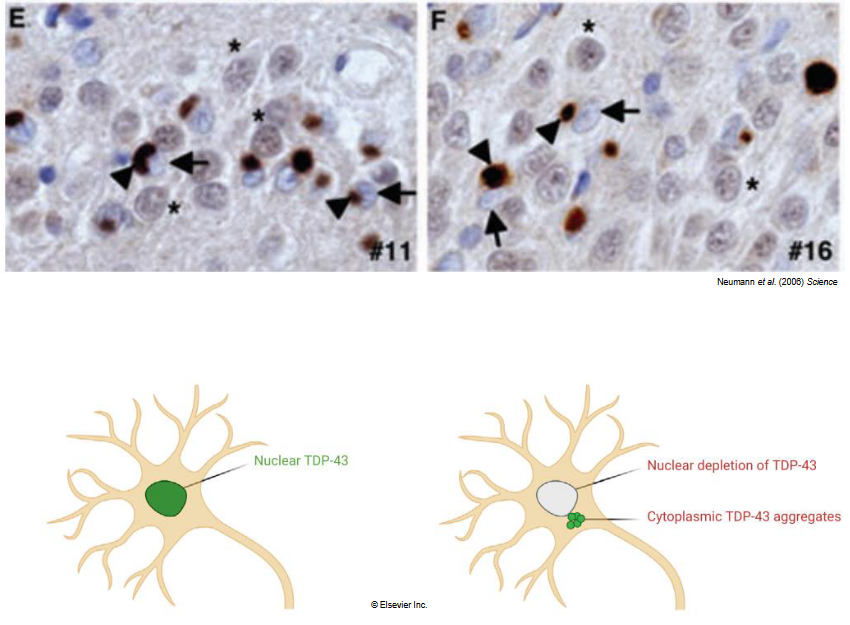 E
F
*
*
*
*
*
#11
#16
Neumann et al. (2006) Science
Nuclear TDP-43
Nuclear depletion of TDP-43
Cytoplasmic TDP-43 aggregates
© Elsevier Inc.